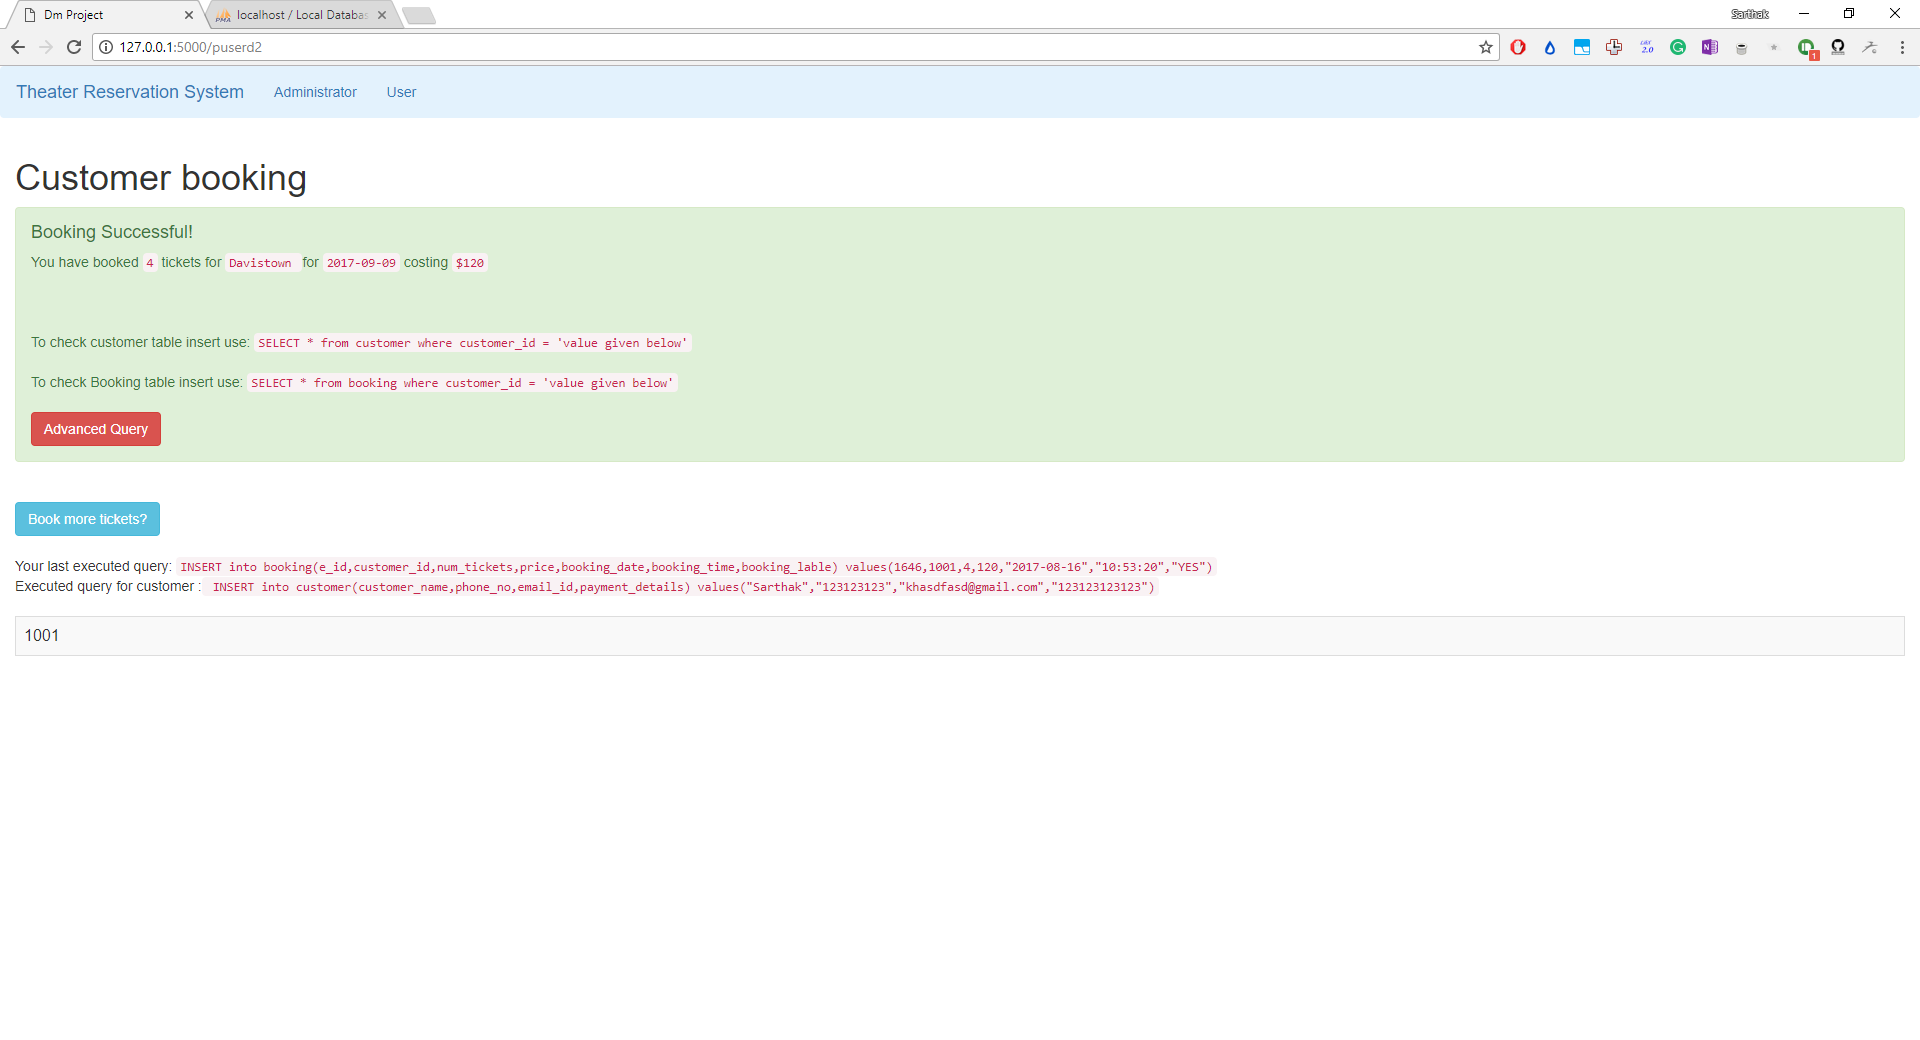 Dm Project
localhost / Local Databas
Sarthak
127.0.0.1:5000/puserd2
Theater Reservation System Administrator User
Customer booking
Booking Successful!
You have booked 4 tickets for Davistown for 2017-09-09 costing $120
To check customer table insert use: SELECT * from customer where customer_id = 'value given below'
To check Booking table insert use: SELECT * from booking where customer_id = 'value given below'
Advanced Query
Book more tickets?
Your last executed query: INSERT into booking(e_id,customer_id,num_tickets,price,booking_date,booking_time,booking_lable) values(1646,1001,4,120,"2017-08-16","10:53:20","YES")
Executed query for customer : INSERT into customer(customer_name,phone_no,email_id,payment_details) values("Sarthak","123123123","khasdfasd@gmail.com","123123123123")
1001